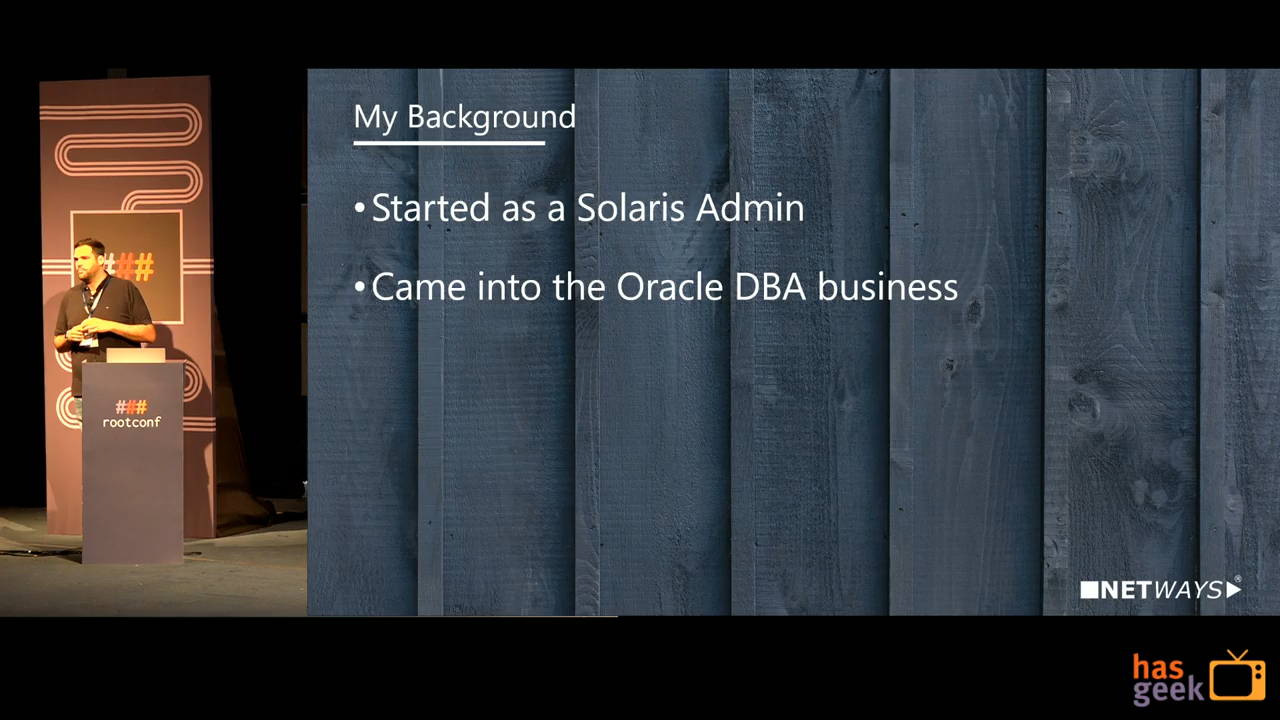 My Background
• Started as a Solaris Admin
• Came into the Oracle DBA business
###
###
rootconf
NETWAYS®
has
geek